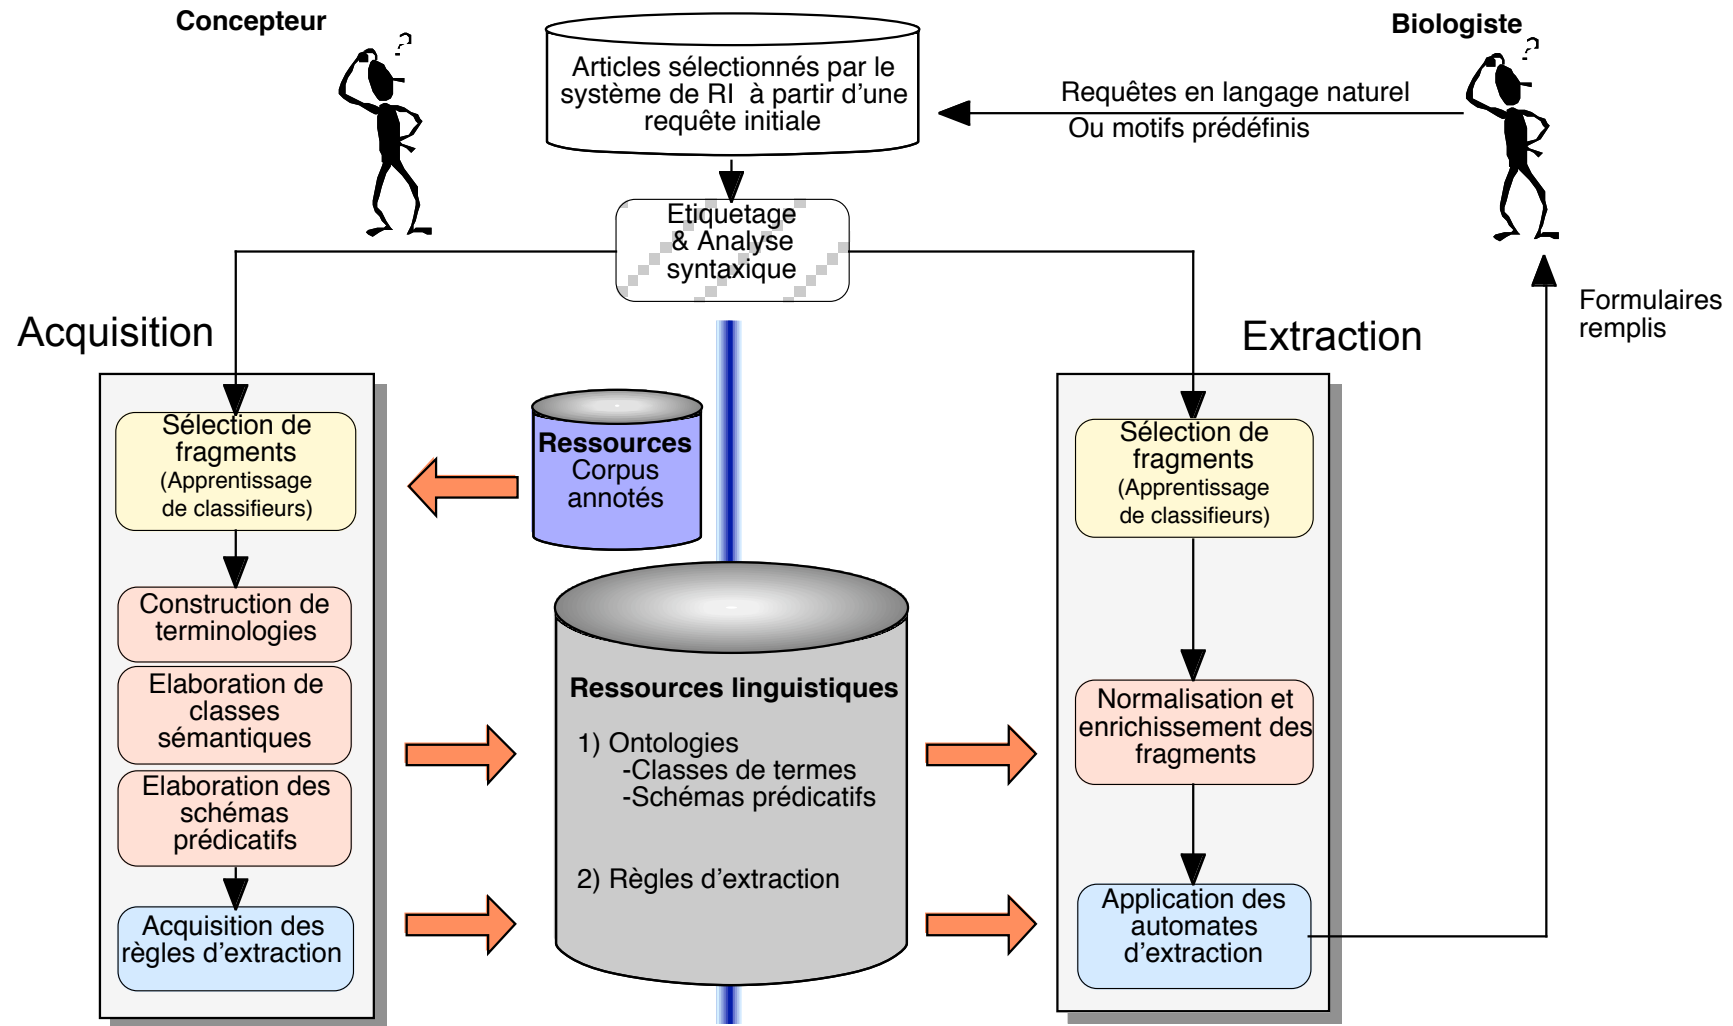 Concepteur
?
Articles sélectionnés par le
système de RI à partir d'une
requête initiale
Biologiste
?
Requêtes en langage naturel
Ou motifs prédéfinis
Etiquetage
& Analyse
syntaxique
Formulaires
remplis
Acquisition
Sélection de
fragments
(Apprentissage
de classifieurs)
Construction de
terminologies
Elaboration de
classes
sémantiques
Elaboration des
schémas
prédicatifs
Acquisition des
règles d'extraction
Ressources
Corpus
annotés
Ressources linguistiques
1) Ontologies
-Classes de termes
-Schémas prédicatifs
2) Règles d'extraction
Extraction
Sélection de
fragments
(Apprentissage
de classifieurs)
Normalisation et
enrichissement des
fragments
Application des
automates
d'extraction